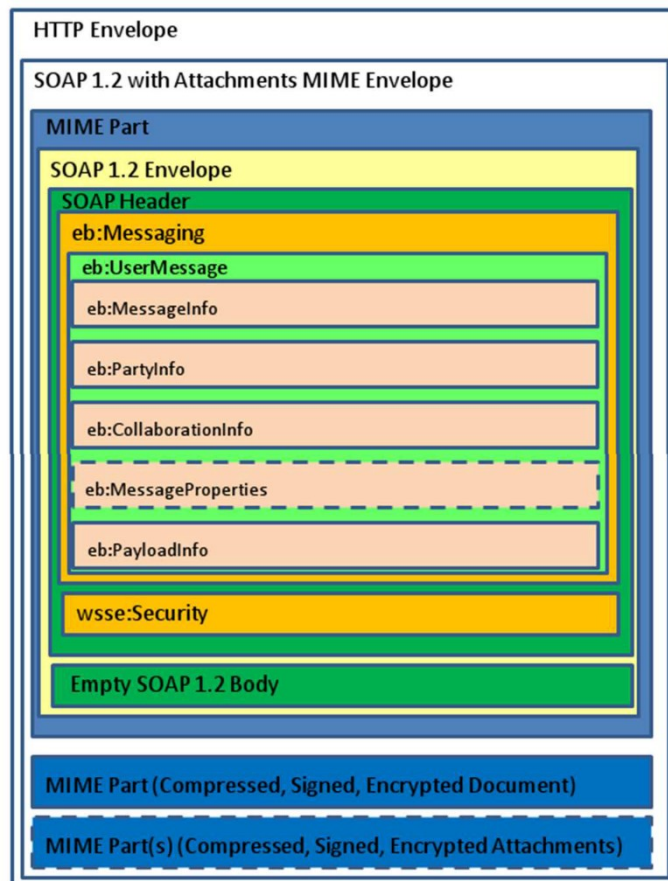 HTTP Envelope
SOAP 1.2 with Attachments MIME Envelope
MIME Part
SOAP 1.2 Envelope
SOAP Header
eb:Messaging
eb:UserMessage
eb:MessageInfo
eb:PartyInfo
eb:CollaborationInfo
eb:MessageProperties
eb:PayloadInfo
wsse:Security
Empty SOAP 1.2 Body
MIME Part (Compressed, Signed, Encrypted Document)
MIME Part(s) (Compressed, Signed, Encrypted Attachments)